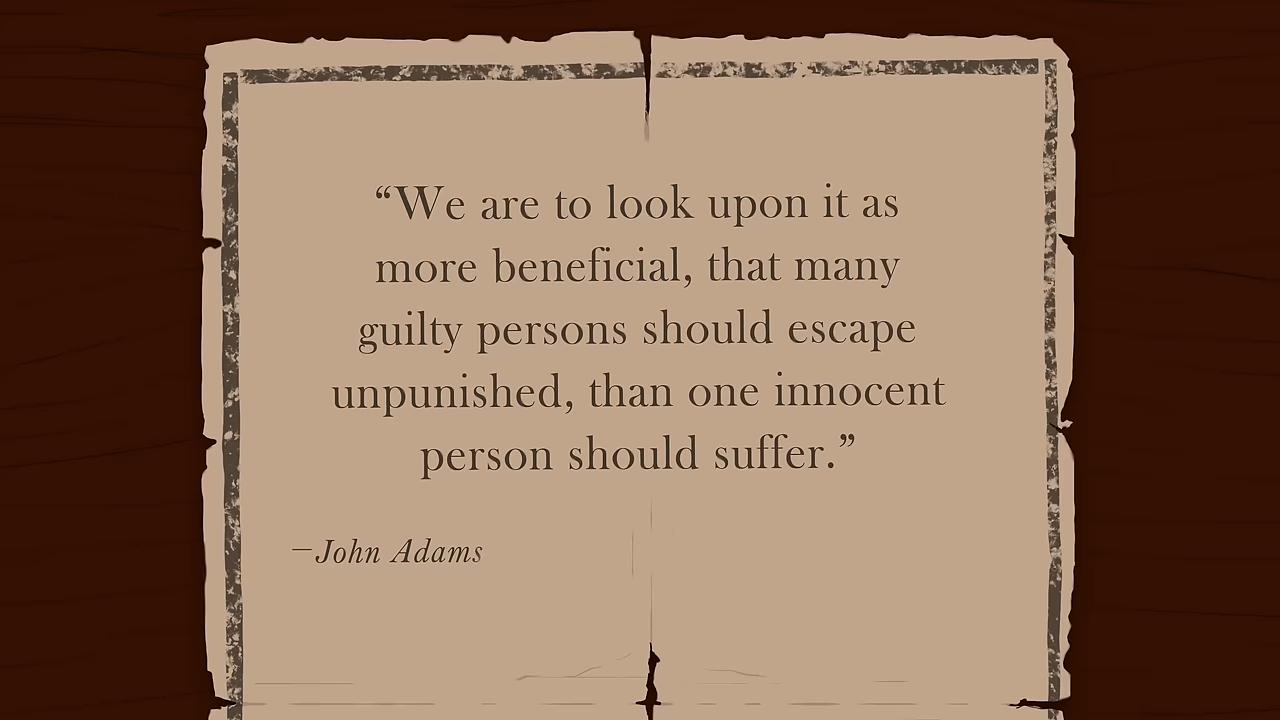 “We are to look upon it as
more beneficial, that many
guilty persons should escape
unpunished, than one innocent
person should suffer.”
—John Adams